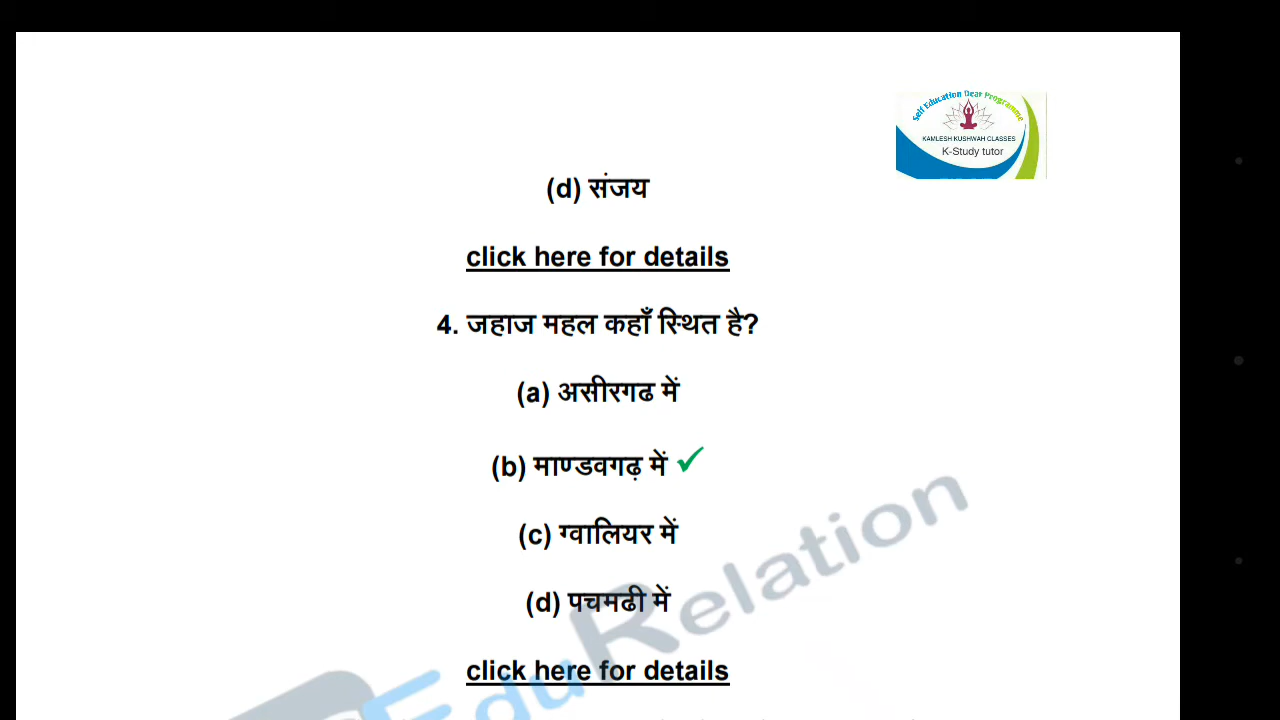 Self Education Dear Programme
KAMLESH KUSHWAH CLASSES
K-Study tutor
(d) संजय
click here for details
4. जहाज महल कहाँ स्थित है?
(a) असीरगढ में
(b) माण्डवगढ़ में ✓
(c) ग्वालियर में
(d) पचमढी में
click here for details
EduRelation